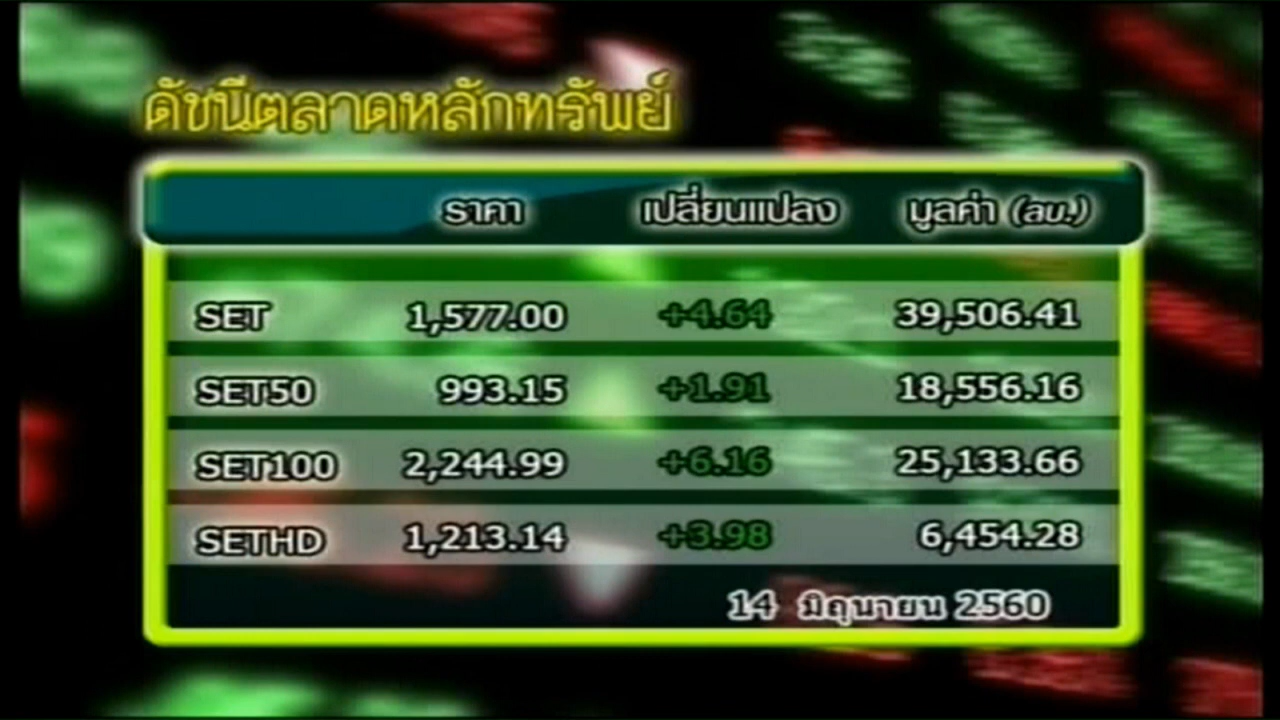 ดัชนีตลาดหลักทรัพย์
ราคา เปลี่ยนแปลง มูลค่า (ลบ.)
SET 1,577.00 +4.64 39,506.41
SET50 993.15 +1.91 18,556.16
SET100 2,244.99 +6.16 25,133.66
SETHD 1,213.14 +3.98 6,454.28
14 มิถุนายน 2560